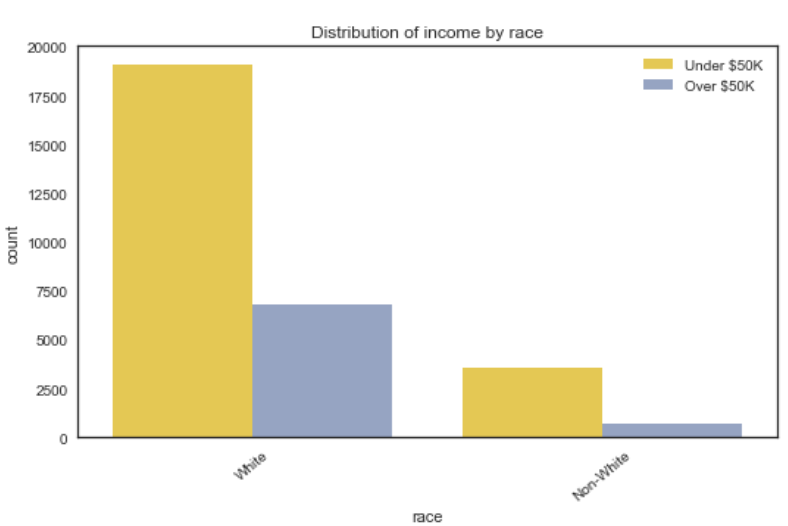 Distribution of income by race
Under $50K
Over $50K
20000
17500
15000
12500
10000
7500
5000
2500
0
count
White
Non-White
race